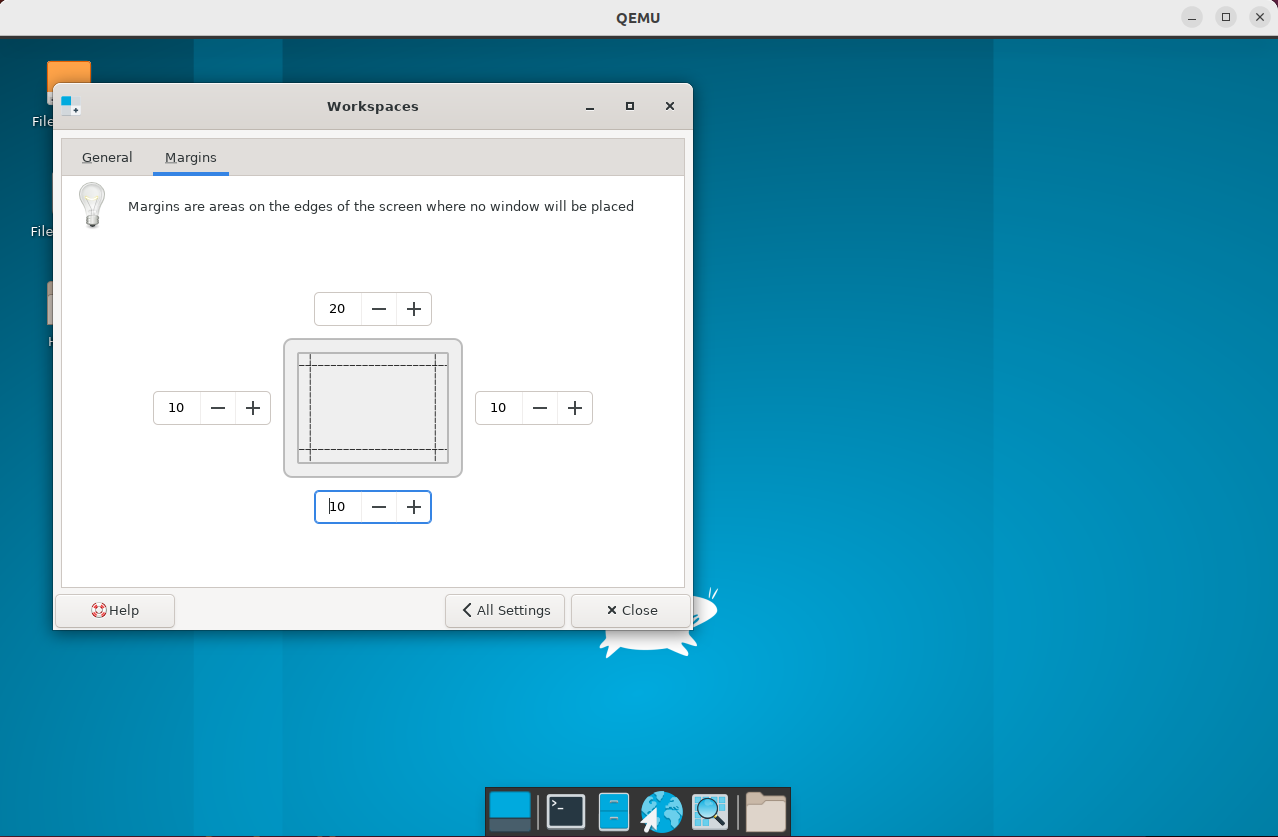 QEMU
Workspaces
General Margins
Margins are areas on the edges of the screen where no window will be placed
20
10
10
10
Help
All Settings
Close
File
File
H
>_